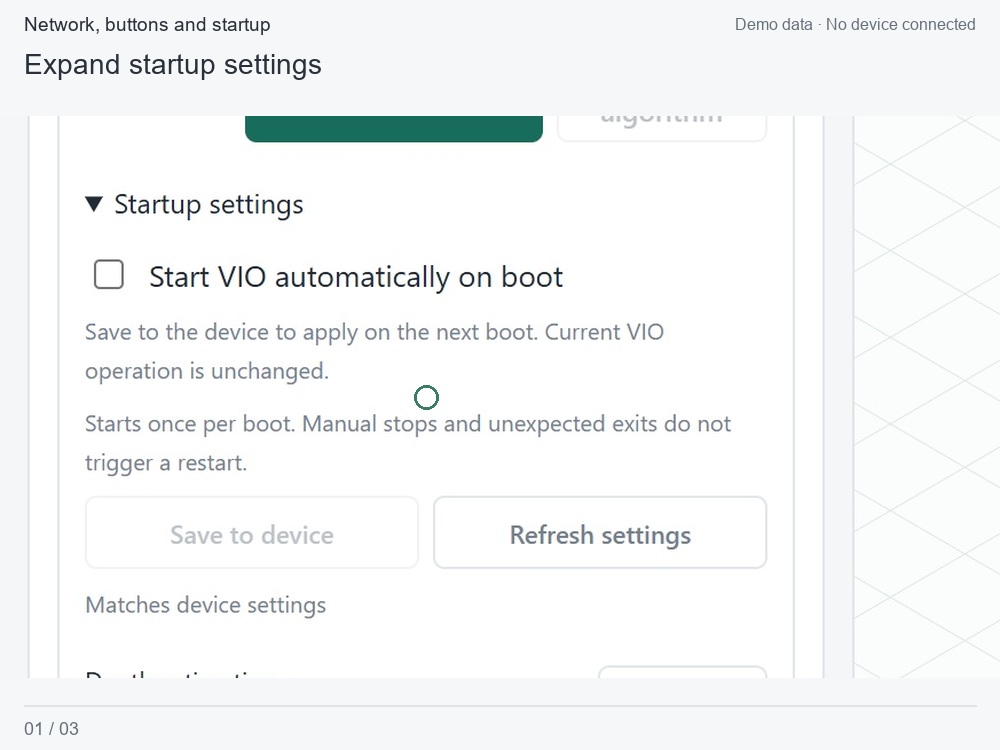 Network, buttons and startup
Demo data · No device connected
Expand startup settings
algorithm
Startup settings
Start VIO automatically on boot
Save to the device to apply on the next boot. Current VIO
operation is unchanged.
Starts once per boot. Manual stops and unexpected exits do not
trigger a restart.
Save to device
Refresh settings
Matches device settings
01 / 03